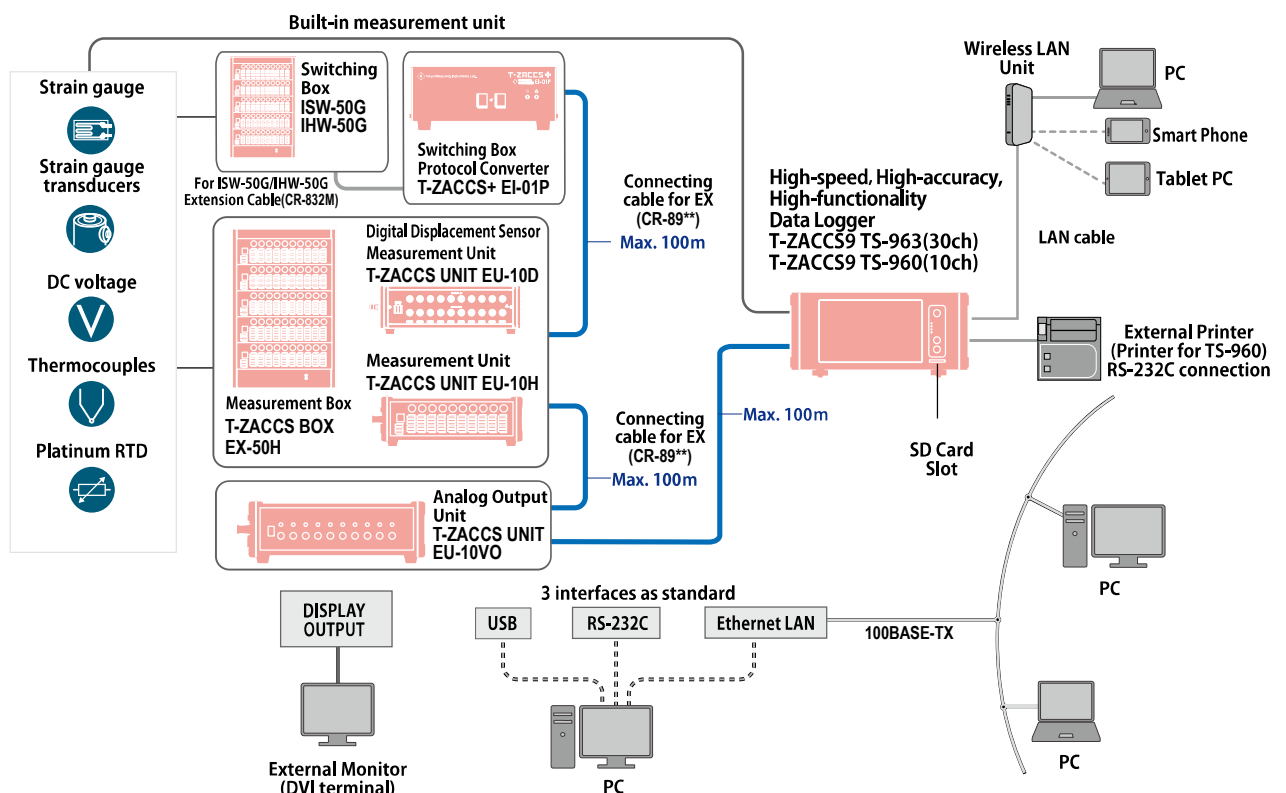 Built-in measurement unit
Strain gauge
Strain gauge
transducers
DC voltage
V
Thermocouples
Platinum RTD
Switching
Box
ISW-50G
IHW-50G
T-ZACCS+
EI-01P
Switching Box
Protocol Converter
T-ZACCS+ EI-01P
For ISW-50G/IHW-50G
Extension Cable(CR-832M)
Connecting
cable for EX
(CR-89**)
Max. 100m
Digital Displacement Sensor
Measurement Unit
T-ZACCS UNIT EU-10D
Measurement Unit
T-ZACCS UNIT EU-10H
Measurement Box
T-ZACCS BOX
EX-50H
Connecting
cable for EX
(CR-89**)
Max. 100m
Analog Output
Unit
T-ZACCS UNIT
EU-10VO
Max. 100m
High-speed, High-accuracy,
High-functionality
Data Logger
T-ZACCS9 TS-963(30ch)
T-ZACCS9 TS-960(10ch)
SD Card
Slot
Wireless LAN
Unit
PC
Smart Phone
Tablet PC
LAN cable
External Printer
(Printer for TS-960)
RS-232C connection
DISPLAY
OUTPUT
External Monitor
(DVI terminal)
3 interfaces as standard
USB
RS-232C
Ethernet LAN
100BASE-TX
PC
PC
PC